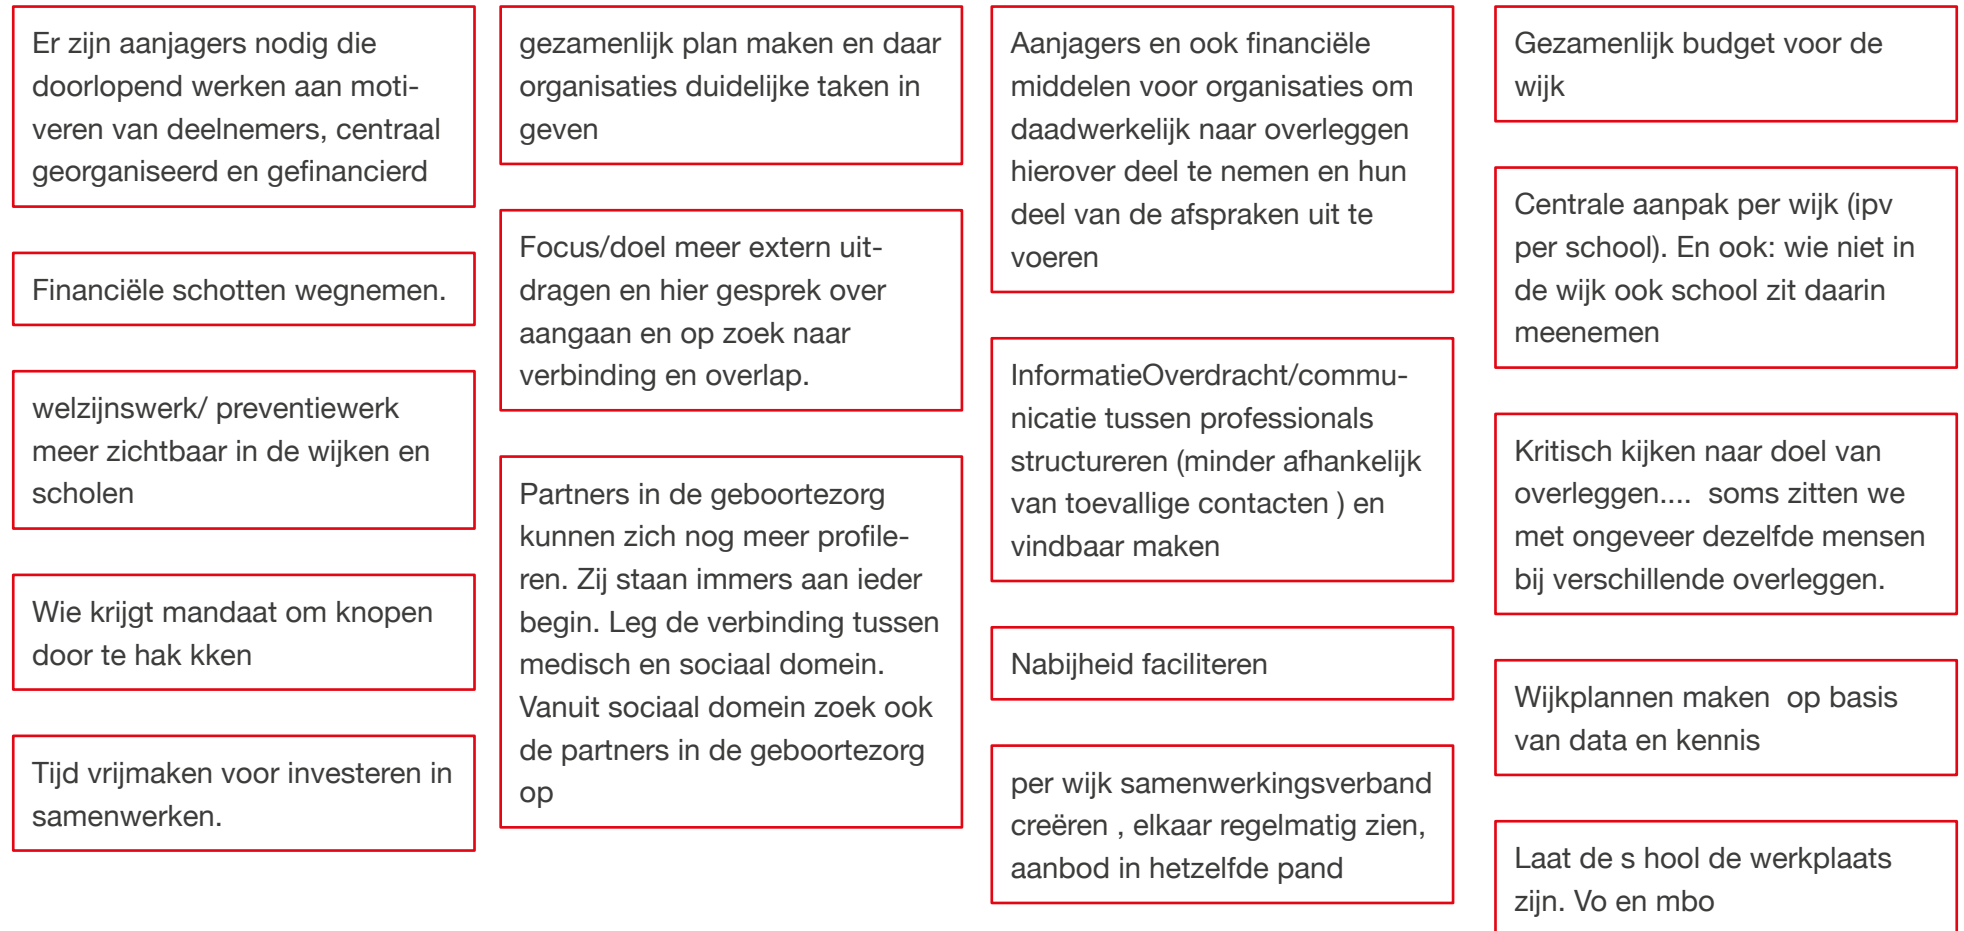 Er zijn aanjagers nodig die
doorlopend werken aan moti-
veren van deelnemers, centraal
georganiseerd en gefinancierd
Financiële schotten wegnemen.
welzijnswerk/ preventiewerk
meer zichtbaar in de wijken en
scholen
Wie krijgt mandaat om knopen
door te hak kken
Tijd vrijmaken voor investeren in
samenwerken.
gezamenlijk plan maken en daar
organisaties duidelijke taken in
geven
Focus/doel meer extern uit-
dragen en hier gesprek over
aangaan en op zoek naar
verbinding en overlap.
Partners in de geboortezorg
kunnen zich nog meer profile-
ren. Zij staan immers aan ieder
begin. Leg de verbinding tussen
medisch en sociaal domein.
Vanuit sociaal domein zoek ook
de partners in de geboortezorg
op
Aanjagers en ook financiële
middelen voor organisaties om
daadwerkelijk naar overleggen
hierover deel te nemen en hun
deel van de afspraken uit te
voeren
InformatieOverdracht/commu-
nicatie tussen professionals
structureren (minder afhankelijk
van toevallige contacten ) en
vindbaar maken
Nabijheid faciliteren
per wijk samenwerkingsverband
creëren , elkaar regelmatig zien,
aanbod in hetzelfde pand
Gezamenlijk budget voor de
wijk
Centrale aanpak per wijk (ipv
per school). En ook: wie niet in
de wijk ook school zit daarin
meenemen
Kritisch kijken naar doel van
overleggen....  soms zitten we
met ongeveer dezelfde mensen
bij verschillende overleggen.
Wijkplannen maken  op basis
van data en kennis
Laat de s hool de werkplaats
zijn. Vo en mbo